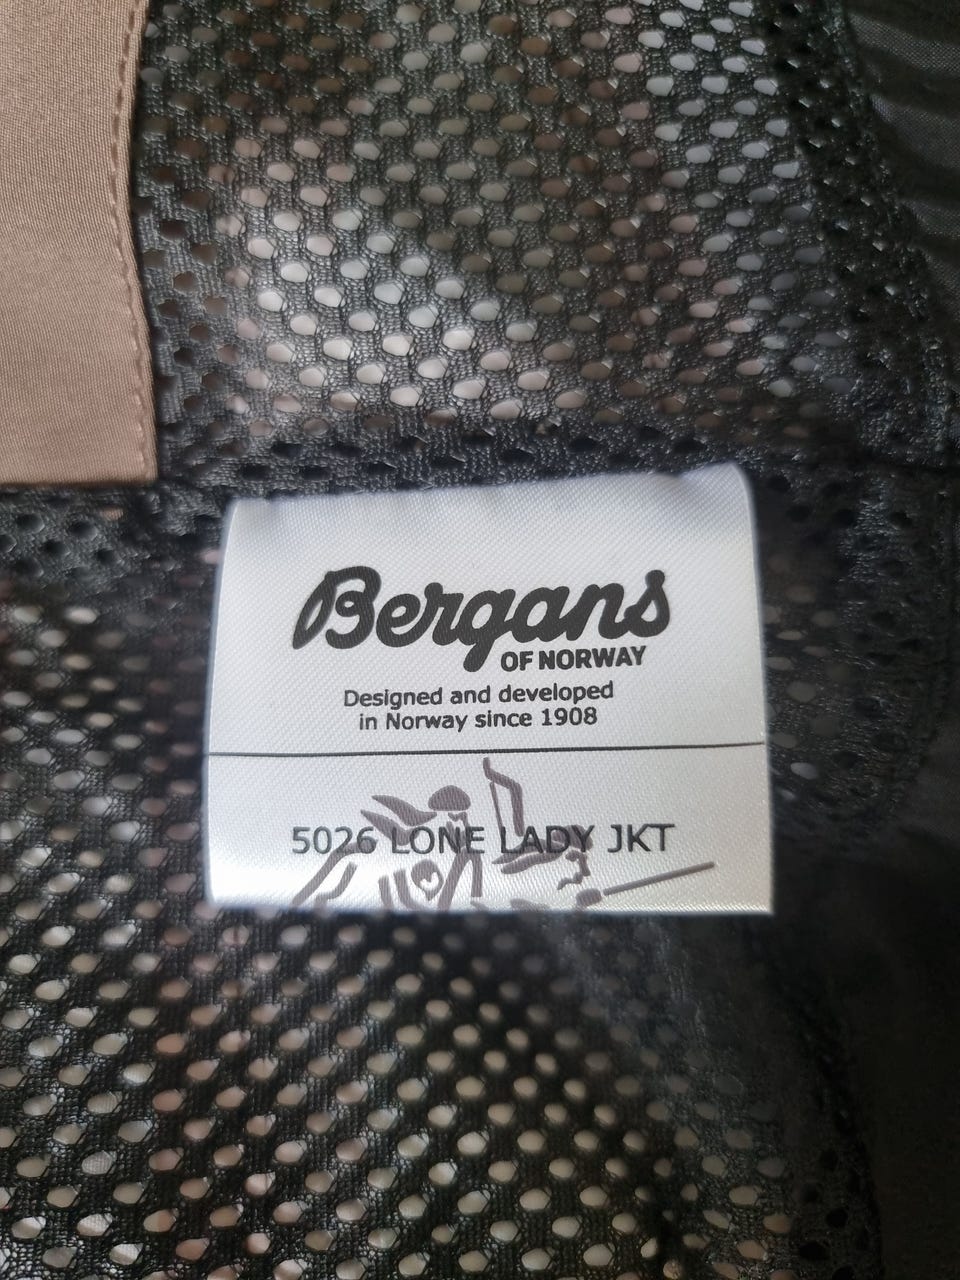 Bergans
OF NORWAY
Designed and developed
in Norway since 1908
5026 LONE LADY JKT